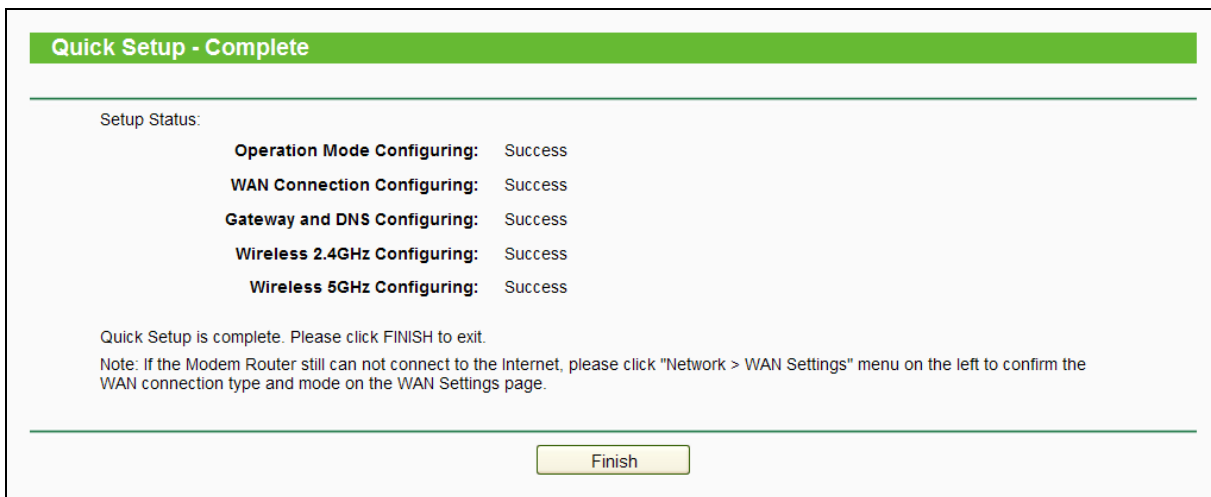 Quick Setup - Complete
Setup Status:
Operation Mode Configuring: Success
WAN Connection Configuring: Success
Gateway and DNS Configuring: Success
Wireless 2.4GHz Configuring: Success
Wireless 5GHz Configuring: Success
Quick Setup is complete. Please click FINISH to exit.
Note: If the Modem Router still can not connect to the Internet, please click "Network > WAN Settings" menu on the left to confirm the
WAN connection type and mode on the WAN Settings page.
Finish